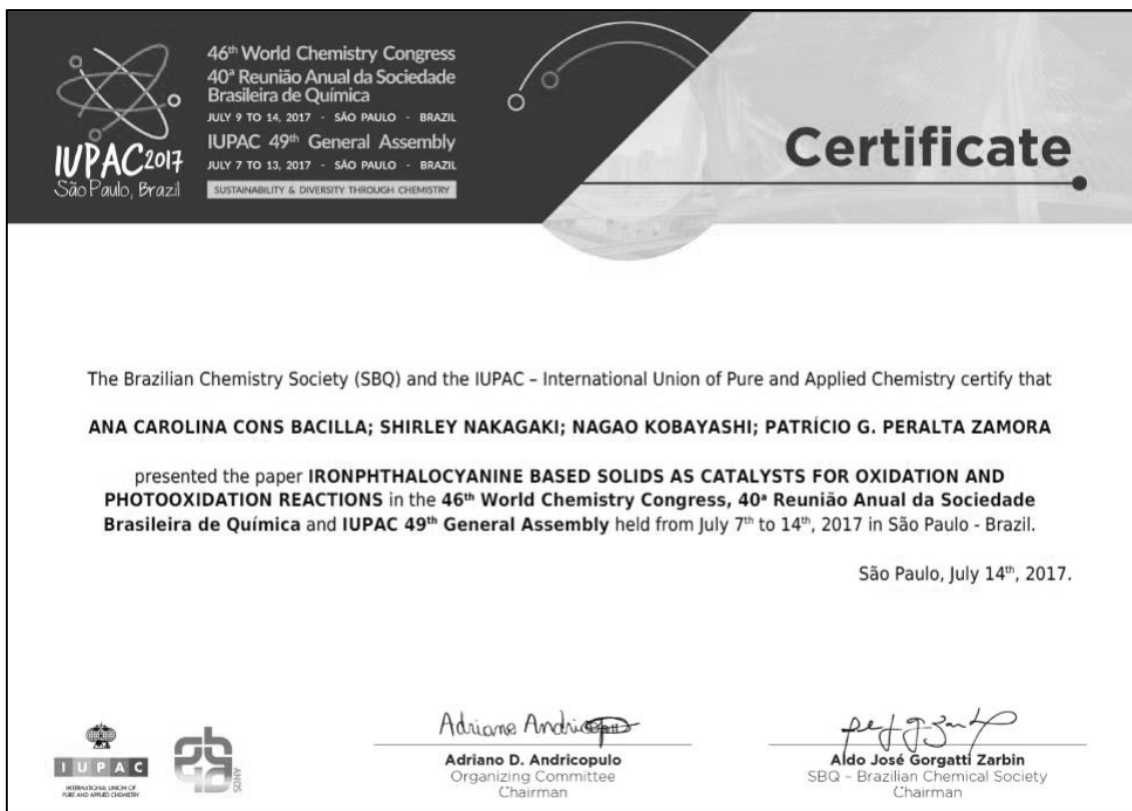 46th World Chemistry Congress
40ª Reunião Anual da Sociedade
Brasileira de Química
JULY 9 TO 14, 2017 - SÃO PAULO - BRAZIL
IUPAC 49th General Assembly
JULY 7 TO 13, 2017 - SÃO PAULO - BRAZIL
SUSTAINABILITY & DIVERSITY THROUGH CHEMISTRY
IUPAC2017
São Paulo, Brazil
Certificate
The Brazilian Chemistry Society (SBQ) and the IUPAC – International Union of Pure and Applied Chemistry certify that
ANA CAROLINA CONS BACILLA; SHIRLEY NAKAGAKI; NAGAO KOBAYASHI; PATRÍCIO G. PERALTA ZAMORA
presented the paper IRONPHTHALOCYANINE BASED SOLIDS AS CATALYSTS FOR OXIDATION AND
PHOTOOXIDATION REACTIONS in the 46th World Chemistry Congress, 40ª Reunião Anual da Sociedade
Brasileira de Química and IUPAC 49th General Assembly held from July 7th to 14th, 2017 in São Paulo - Brazil.
São Paulo, July 14th, 2017.
IUPAC
INTERNATIONAL UNION OF
PURE AND APPLIED CHEMISTRY
sbq
40
ANOS
Adriano D. Andricopulo
Organizing Committee
Chairman
Aldo José Gorgatti Zarbin
SBQ – Brazilian Chemical Society
Chairman